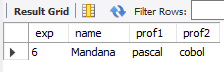 Result Grid Filter Rows:
exp name prof1 prof2
6 Mandana pascal cobol